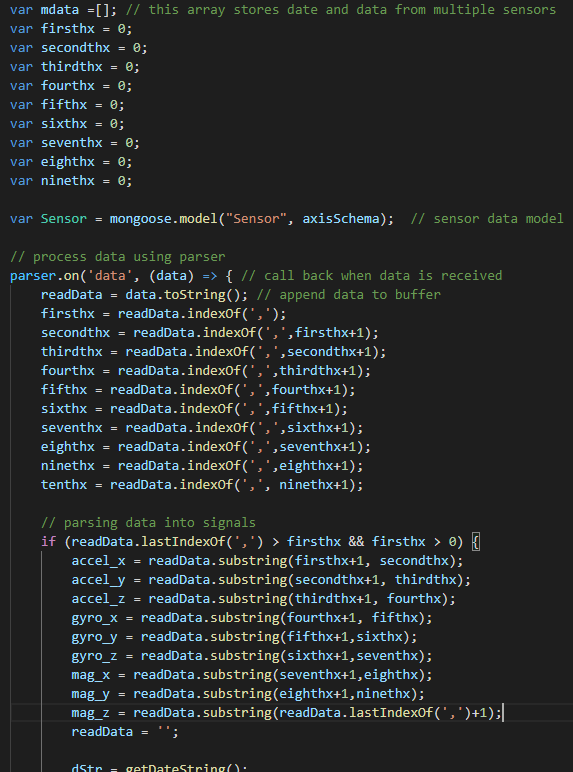 var mdata =[]; // this array stores date and data from multiple sensors
var firsthx = 0;
var secondthx = 0;
var thirdthx = 0;
var fourthx = 0;
var fifthx = 0;
var sixthx = 0;
var seventhx = 0;
var eighthx = 0;
var ninethx = 0;
var Sensor = mongoose.model("Sensor", axisSchema);  // sensor data model
// process data using parser
parser.on('data', (data) => { // call back when data is received
    readData = data.toString(); // append data to buffer
    firsthx = readData.indexOf(',');
    secondthx = readData.indexOf(',',firsthx+1);
    thirdthx = readData.indexOf(',',secondthx+1);
    fourthx = readData.indexOf(',',thirdthx+1);
    fifthx = readData.indexOf(',',fourthx+1);
    sixthx = readData.indexOf(',',fifthx+1);
    seventhx = readData.indexOf(',',sixthx+1);
    eighthx = readData.indexOf(',',seventhx+1);
    ninethx = readData.indexOf(',',eighthx+1);
    tenthx = readData.indexOf(',', ninethx+1);
    // parsing data into signals
    if (readData.lastIndexOf(',') > firsthx && firsthx > 0) {
        accel_x = readData.substring(firsthx+1, secondthx);
        accel_y = readData.substring(secondthx+1, thirdthx);
        accel_z = readData.substring(thirdthx+1, fourthx);
        gyro_x = readData.substring(fourthx+1, fifthx);
        gyro_y = readData.substring(fifthx+1,sixthx);
        gyro_z = readData.substring(sixthx+1,seventhx);
        mag_x = readData.substring(seventhx+1,eighthx);
        mag_y = readData.substring(eighthx+1,ninethx);
        mag_z = readData.substring(readData.lastIndexOf(',')+1);
        readData = '';
        dStr = getDateString();